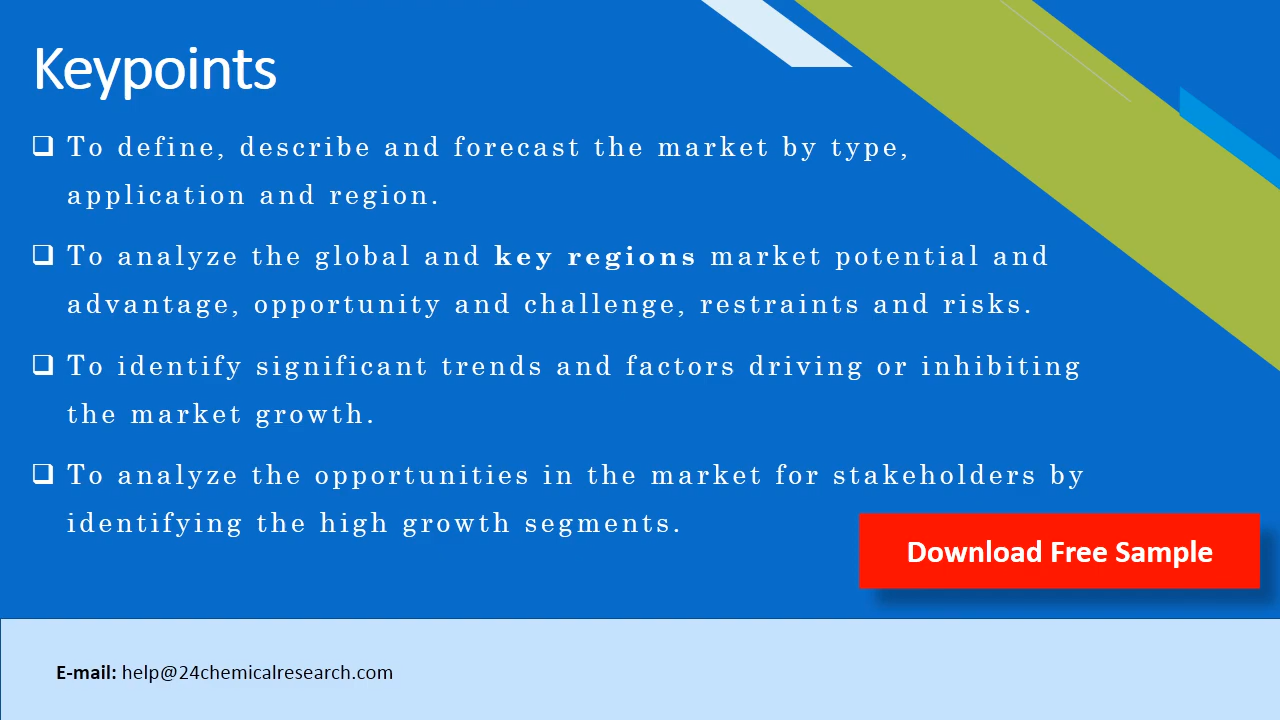 Keypoints
❑ To define, describe and forecast the market by type,
application and region.
❑ To analyze the global and key regions market potential and
advantage, opportunity and challenge, restraints and risks.
❑ To identify significant trends and factors driving or inhibiting
the market growth.
❑ To analyze the opportunities in the market for stakeholders by
identifying the high growth segments.
Download Free Sample
E-mail: help@24chemicalresearch.com